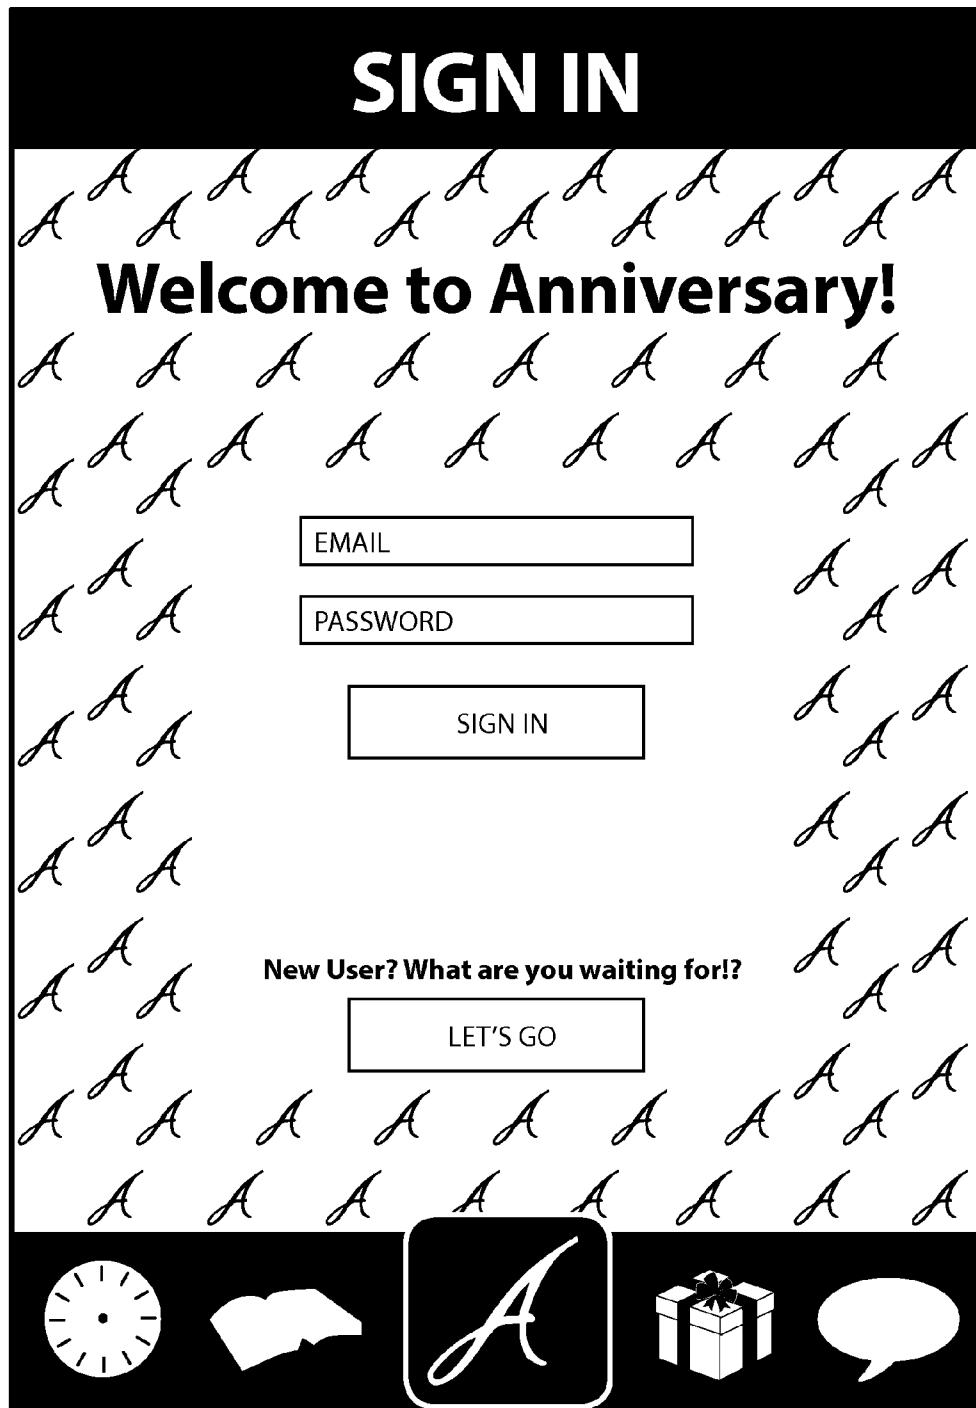 SIGN IN
Welcome to Anniversary!
EMAIL
PASSWORD
SIGN IN
New User? What are you waiting for!?
LET'S GO
A